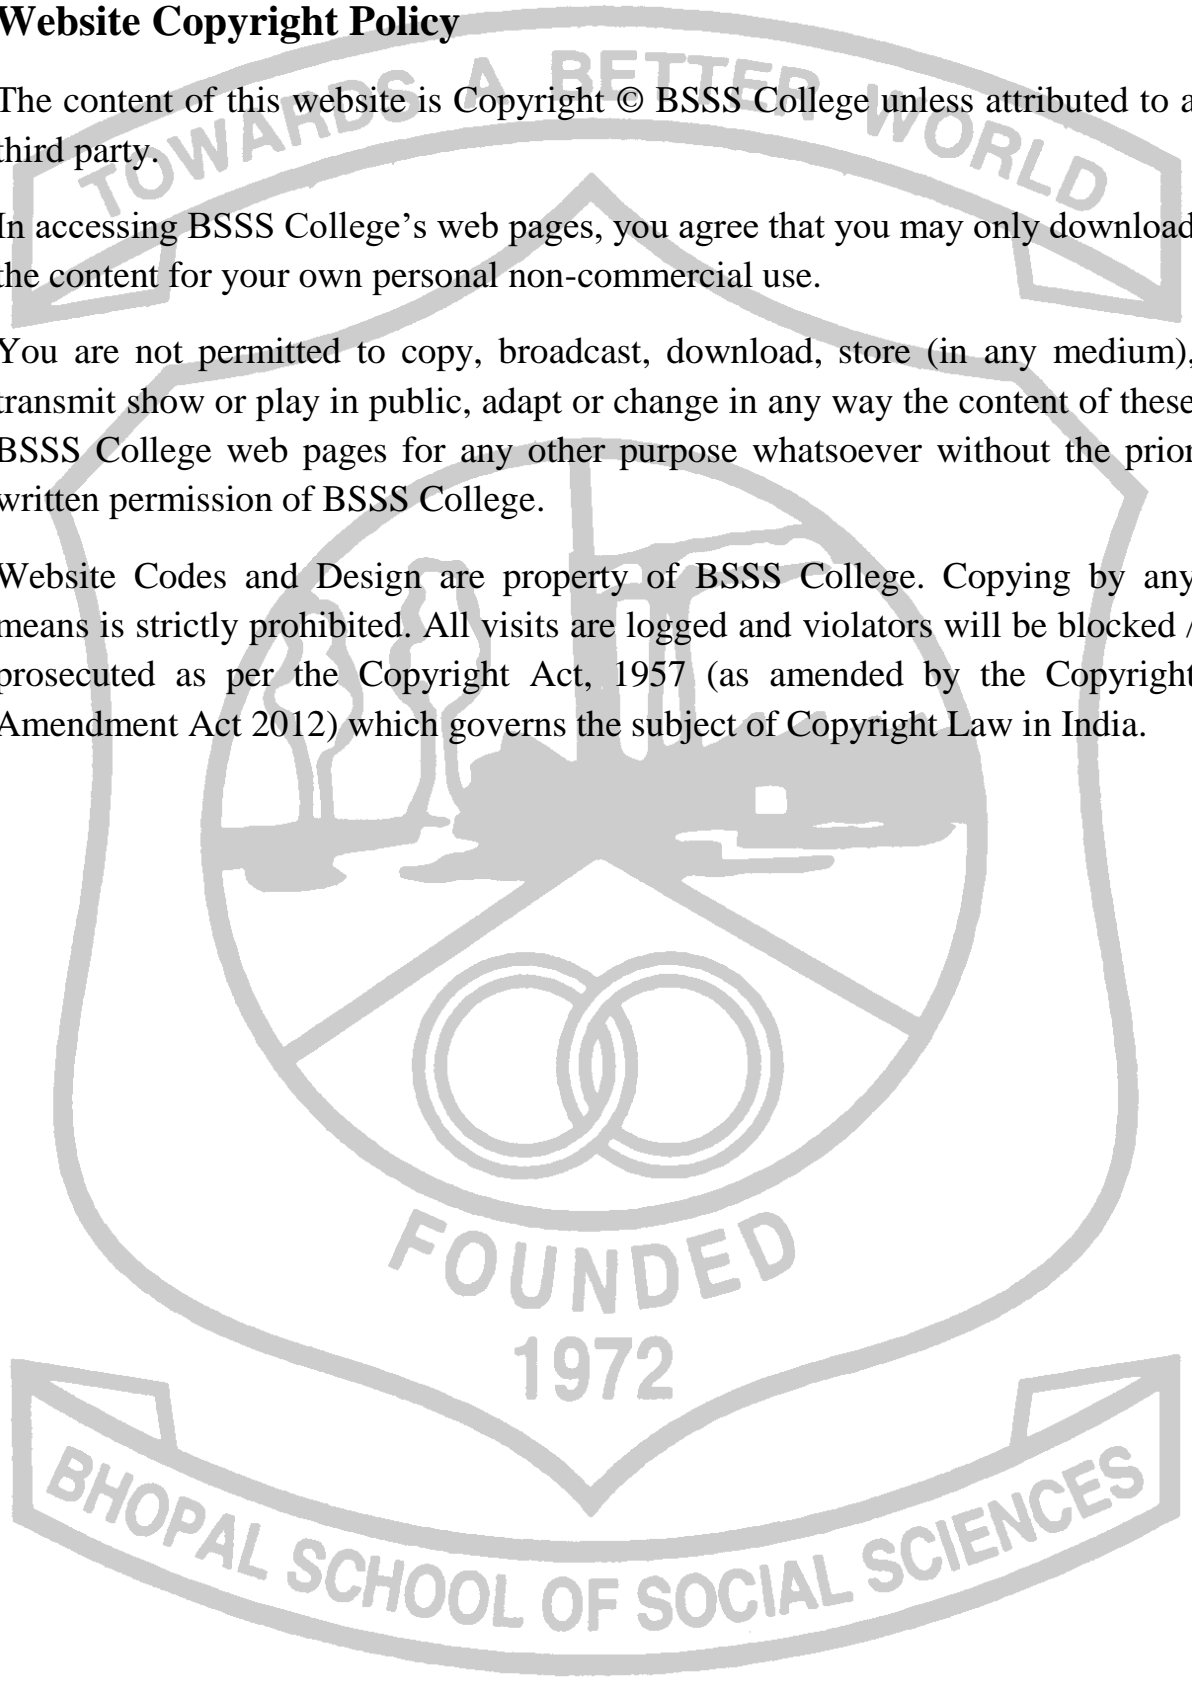 Website Copyright Policy
The content of this website is Copyright © BSSS College unless attributed to a
third party.
In accessing BSSS College’s web pages, you agree that you may only download
the content for your own personal non-commercial use.
You are not permitted to copy, broadcast, download, store (in any medium),
transmit show or play in public, adapt or change in any way the content of these
BSSS College web pages for any other purpose whatsoever without the prior
written permission of BSSS College.
Website Codes and Design are property of BSSS College. Copying by any
means is strictly prohibited. All visits are logged and violators will be blocked /
prosecuted as per the Copyright Act, 1957 (as amended by the Copyright
Amendment Act 2012) which governs the subject of Copyright Law in India.
TOWARDS A BETTER WORLD
FOUNDED
1972
BHOPAL SCHOOL OF SOCIAL SCIENCES